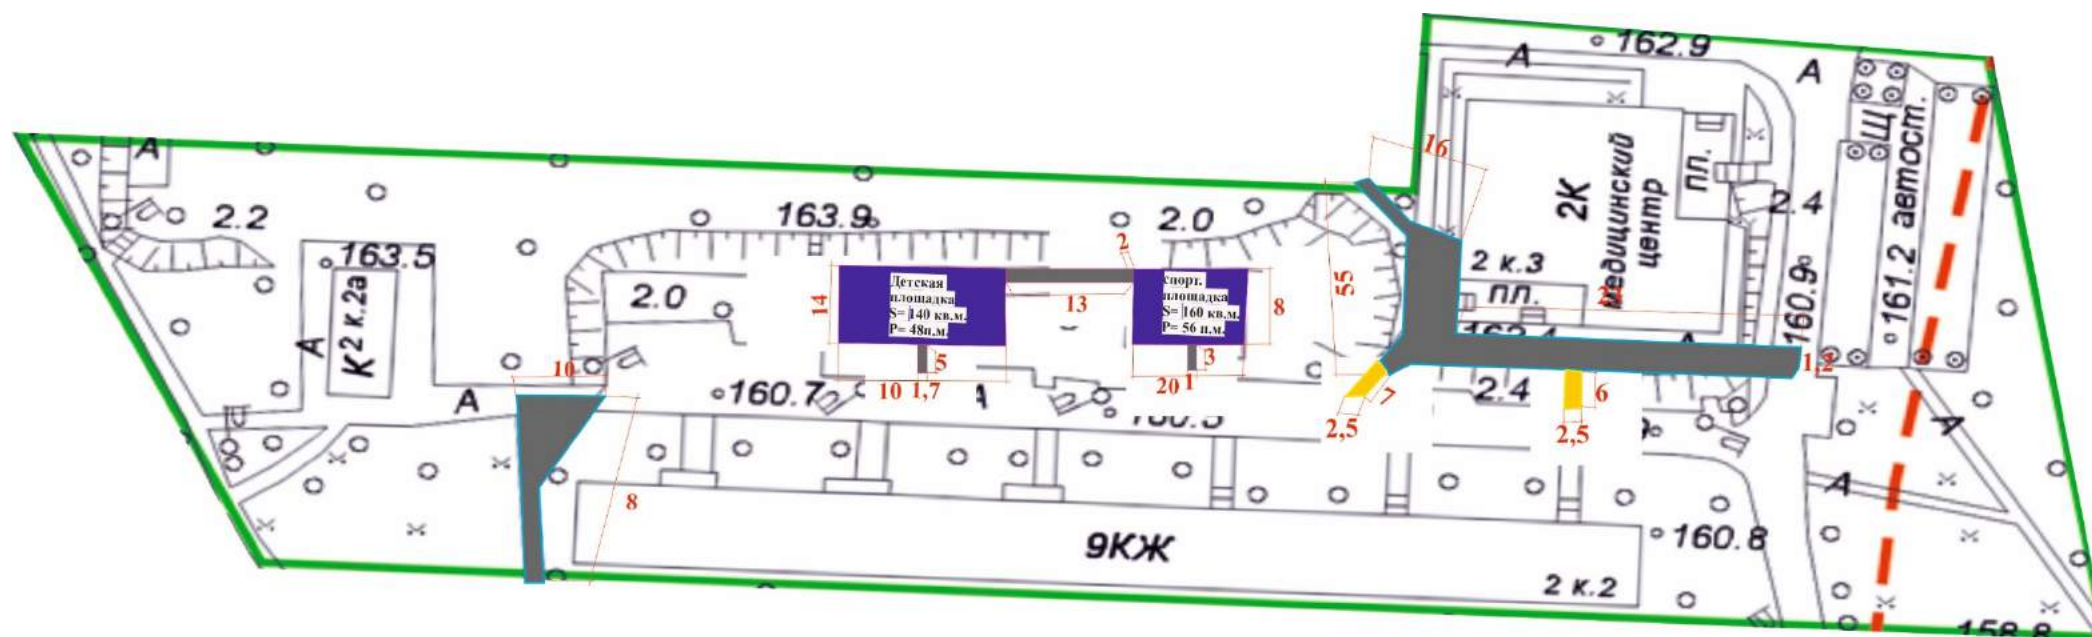 162.9
А
А
А
16
Щ
161.2 автост.
2К
медицинский
центр
пл.
2.4
2.2
163.9
2.0
163.5
2 к.3
пл.
160.9
К2 к.2а
А
2.0
14
Детская
площадка
S= 140 кв.м.
P= 48п.м.
2
13
спорт.
площадка
S= 160 кв.м.
P= 56 п.м.
8
55
А
5
3
1,2
10
10
1,7
20
1
2.4
6
7
А
160.7
2,5
2,5
А
8
А
9КЖ
160.8
2 к.2
158.8